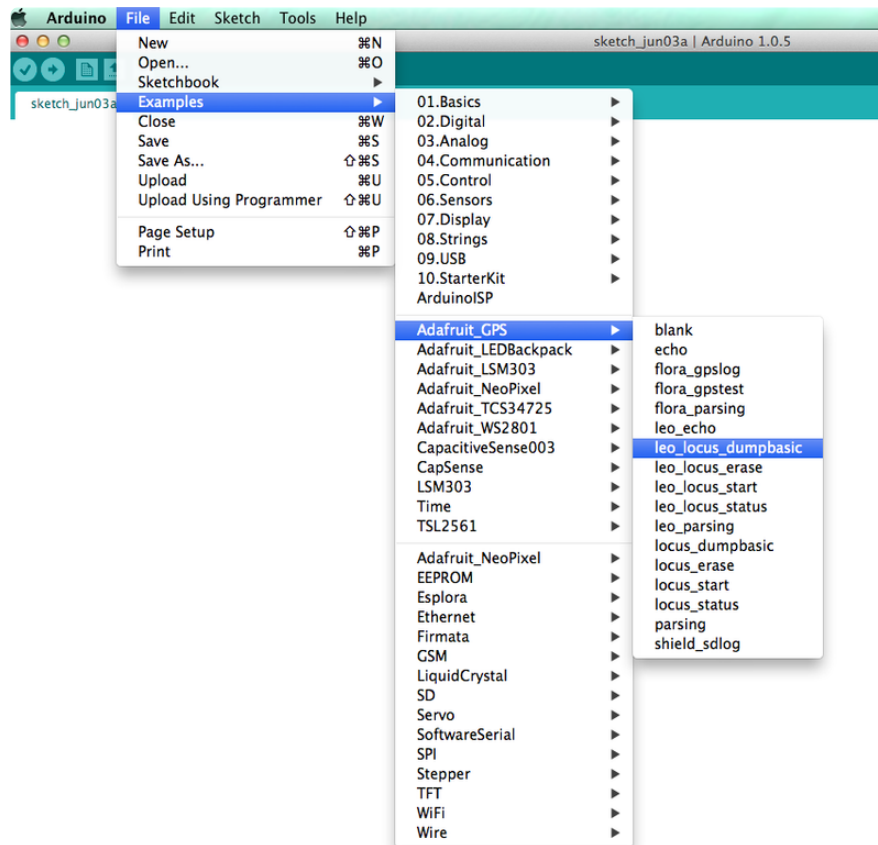 Arduino File Edit Sketch Tools Help
sketch_jun03a | Arduino 1.0.5
sketch_jun03a
New ⌘N
Open... ⌘O
Sketchbook ▶
Examples ▶
Close ⌘W
Save ⌘S
Save As... ⇧⌘S
Upload ⌘U
Upload Using Programmer ⇧⌘U
Page Setup ⇧⌘P
Print ⌘P
01.Basics ▶
02.Digital ▶
03.Analog ▶
04.Communication ▶
05.Control ▶
06.Sensors ▶
07.Display ▶
08.Strings ▶
09.USB ▶
10.StarterKit ▶
ArduinoISP
Adafruit_GPS ▶
Adafruit_LEDBackpack ▶
Adafruit_LSM303 ▶
Adafruit_NeoPixel ▶
Adafruit_TCS34725 ▶
Adafruit_WS2801 ▶
CapacitiveSense003 ▶
CapSense ▶
LSM303 ▶
Time ▶
TSL2561 ▶
Adafruit_NeoPixel ▶
EEPROM ▶
Esplora ▶
Ethernet ▶
Firmata ▶
GSM ▶
LiquidCrystal ▶
SD ▶
Servo ▶
SoftwareSerial ▶
SPI ▶
Stepper ▶
TFT ▶
WiFi ▶
Wire ▶
blank
echo
flora_gpslog
flora_gpstest
flora_parsing
leo_echo
leo_locus_dumpbasic
leo_locus_erase
leo_locus_start
leo_locus_status
leo_parsing
locus_dumpbasic
locus_erase
locus_start
locus_status
parsing
shield_sdlog